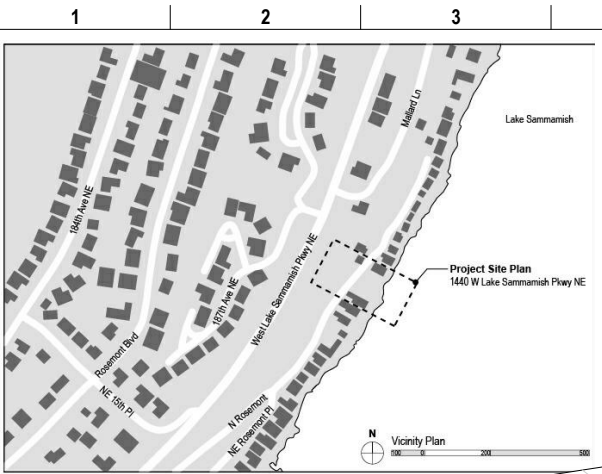 1
2
3
Mallard Ln
Lake Sammamish
184th Ave NE
Project Site Plan
1440 W Lake Sammamish Pkwy NE
West Lake Sammamish Pkwy NE
187th Ave NE
Rosemont Blvd
NE 15th Pl
N Rosemont
NE Rosemont Pl
N
Vicinity Plan
100 0 200 500